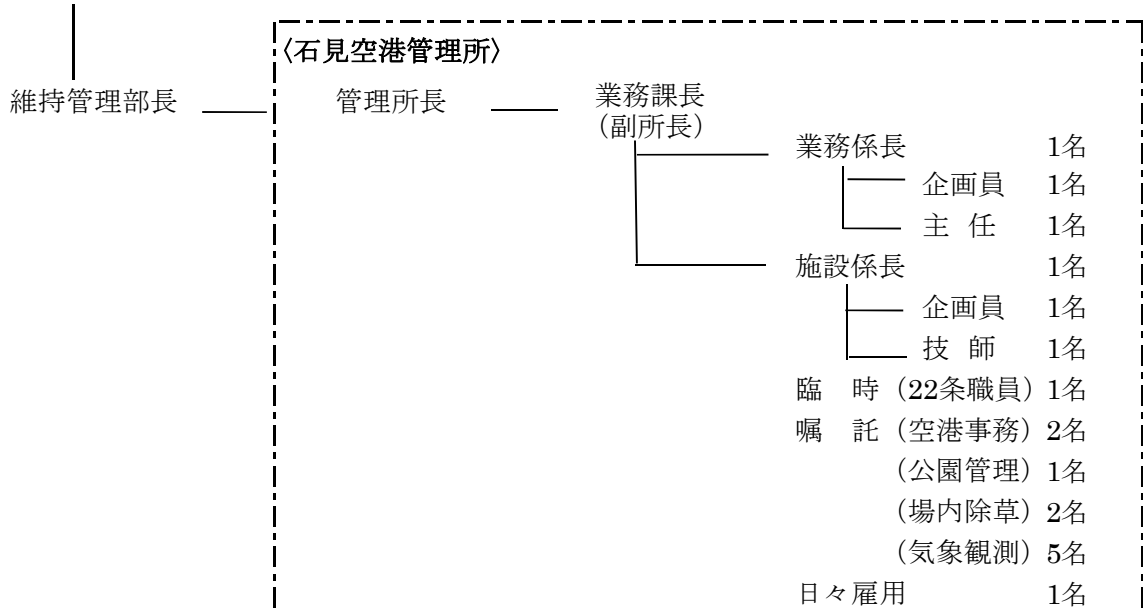 〈石見空港管理所〉
維持管理部長 管理所長 業務課長
(副所長)
業務係長 1名
企画員 1名
主 任 1名
施設係長 1名
企画員 1名
技 師 1名
臨 時(22条職員)1名
嘱 託(空港事務)2名
(公園管理)1名
(場内除草)2名
(気象観測)5名
日々雇用 1名